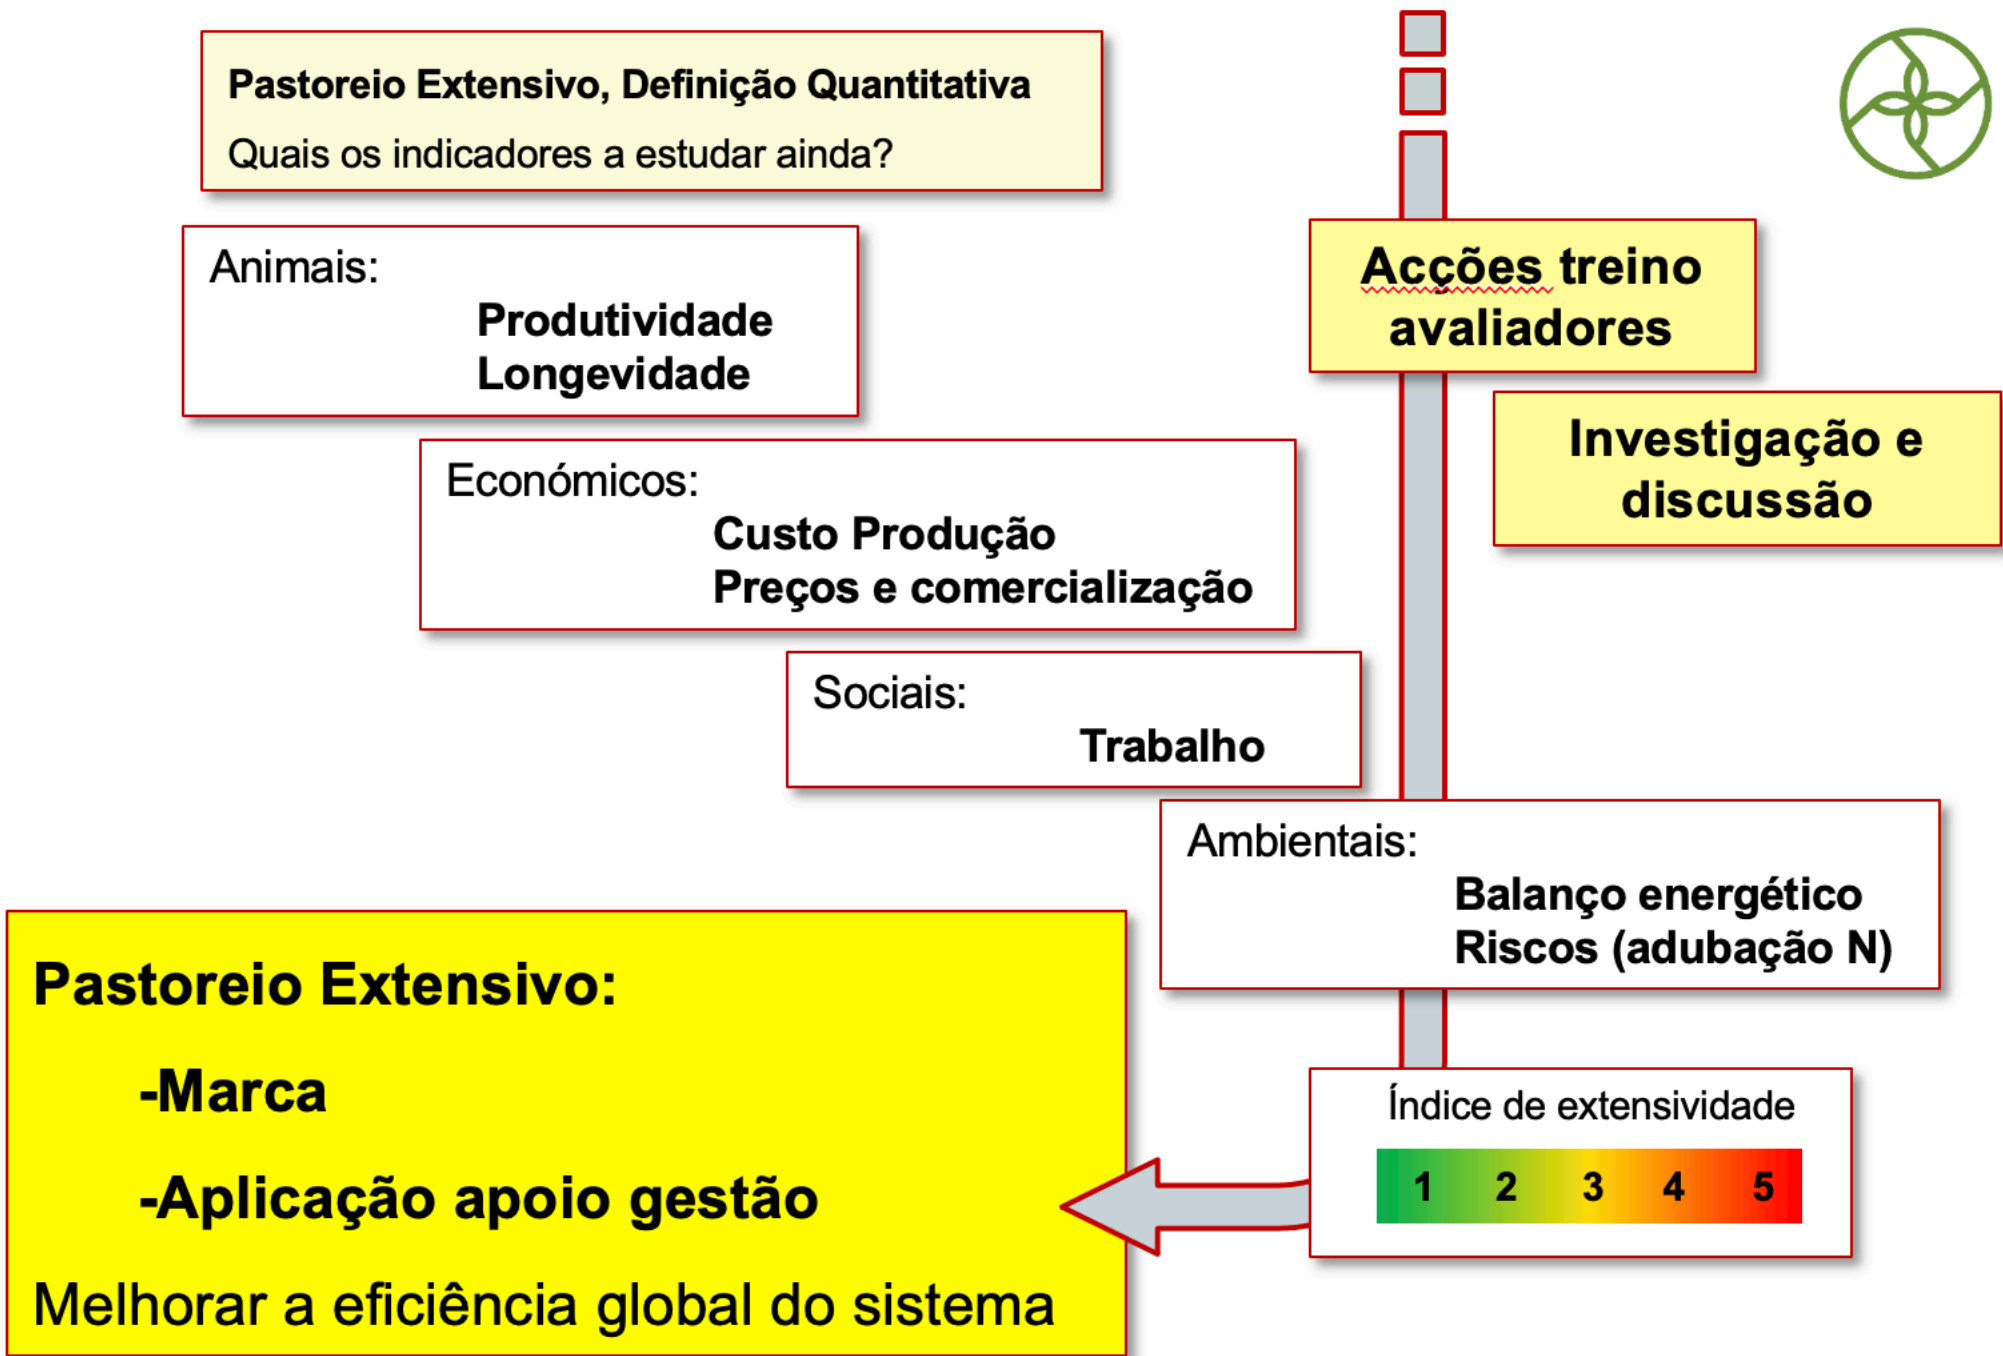 Pastoreio Extensivo, Definição Quantitativa
Quais os indicadores a estudar ainda?
Animais:
Produtividade
Longevidade
Acções treino
avaliadores
Investigação e
discussão
Económicos:
Custo Produção
Preços e comercialização
Sociais:
Trabalho
Ambientais:
Balanço energético
Riscos (adubação N)
Pastoreio Extensivo:
-Marca
-Aplicação apoio gestão
Melhorar a eficiência global do sistema
Índice de extensividade
1 2 3 4 5